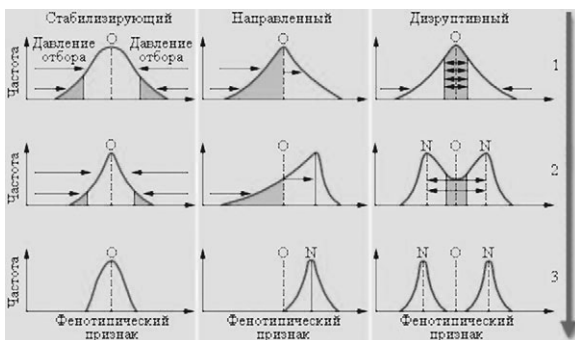 Стабилизирующий
Направленный
Дизруптивный
Давление отбора
Давление отбора
O
O
O
1
Частота
O
O
N
O
N
2
Частота
O
O
N
N
O
N
3
Частота
Фенотипический признак
Фенотипический признак
Фенотипический признак